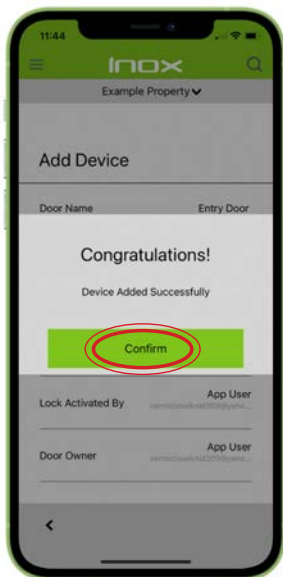 11:44
INOX
Example Property
Add Device
Door Name Entry Door
Congratulations!
Device Added Successfully
Confirm
Lock Activated By App User
Door Owner App User